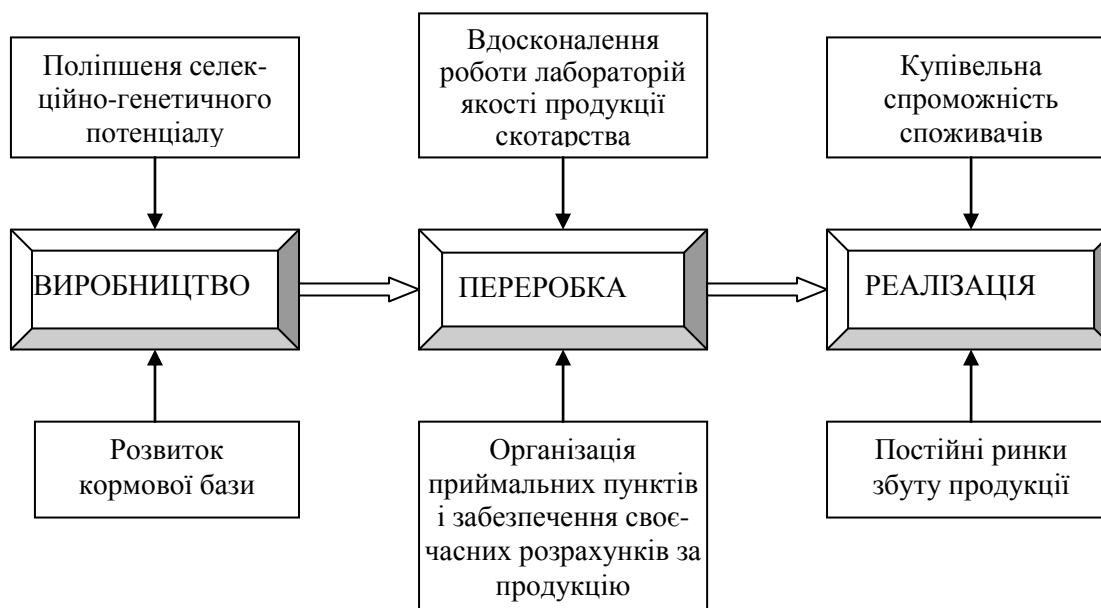 Поліпшеня селек-
ційно-генетичного
потенціалу
Вдосконалення
роботи лабораторій
якості продукції
скотарства
Купівельна
спроможність
споживачів
ВИРОБНИЦТВО
ПЕРЕРОБКА
РЕАЛІЗАЦІЯ
Розвиток
кормової бази
Організація
приймальних пунктів
і забезпечення своє-
часних розрахунків за
продукцію
Постійні ринки
збуту продукції